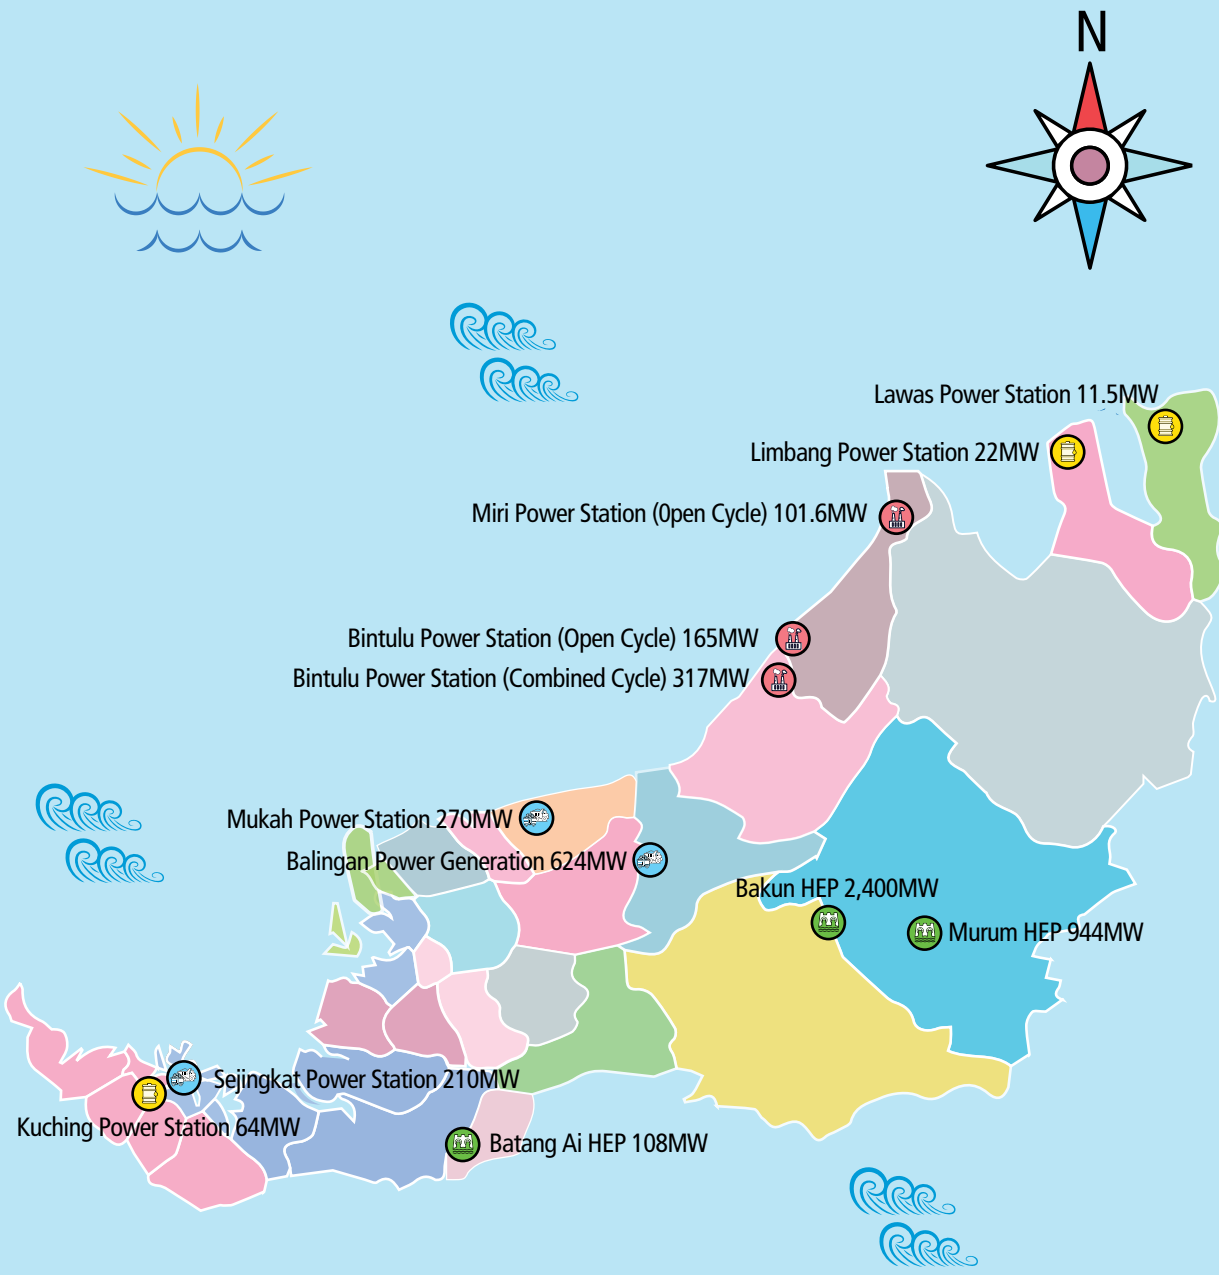 N
Lawas Power Station 11.5MW
Limbang Power Station 22MW
Miri Power Station (0pen Cycle) 101.6MW
Bintulu Power Station (Open Cycle) 165MW
Bintulu Power Station (Combined Cycle) 317MW
Mukah Power Station 270MW
Balingan Power Generation 624MW
Bakun HEP 2,400MW
Murum HEP 944MW
Sejingkat Power Station 210MW
Kuching Power Station 64MW
Batang Ai HEP 108MW